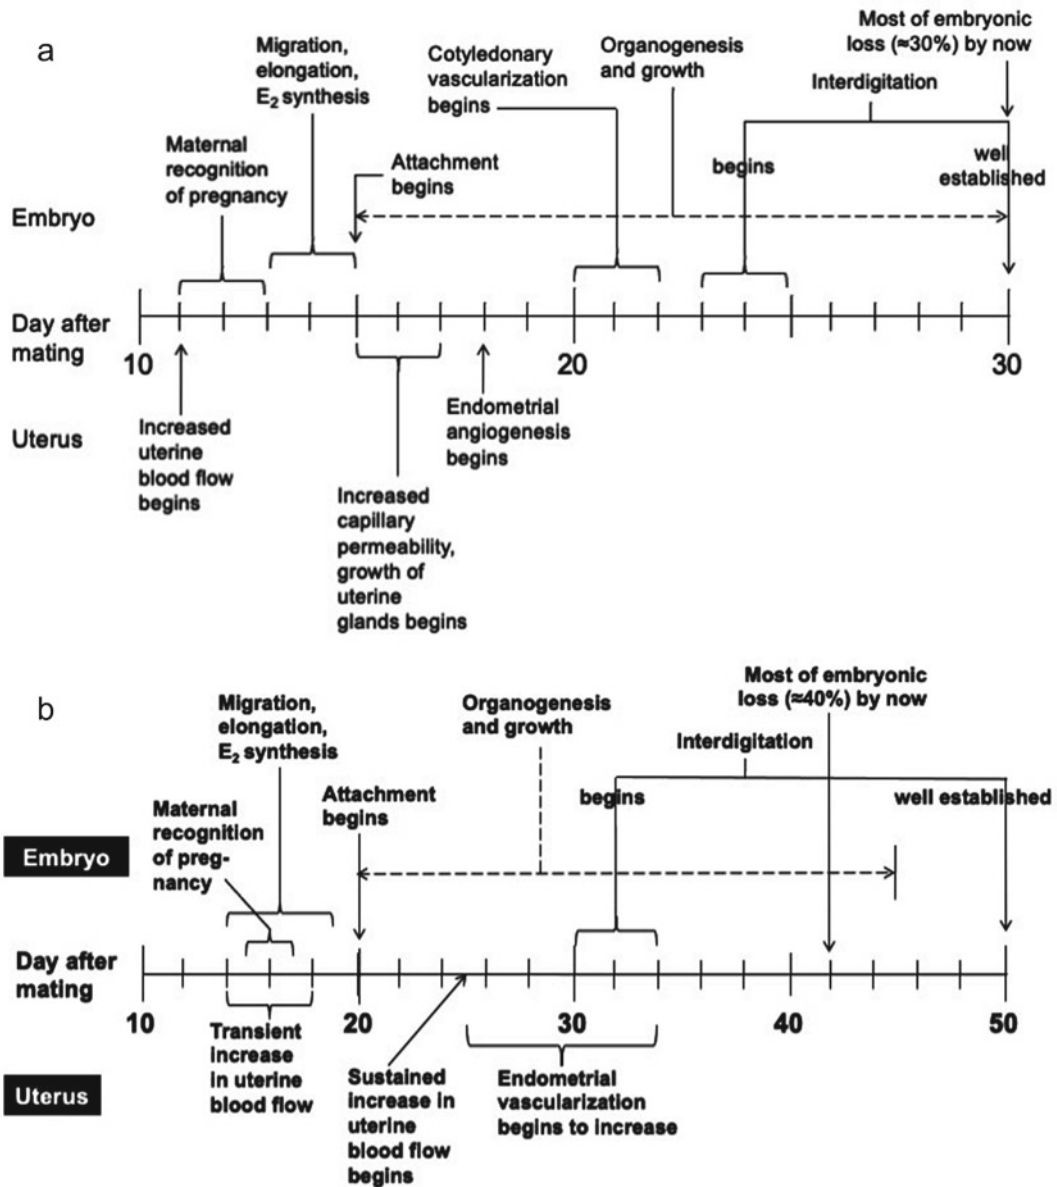 a
Migration,
elongation,
E₂ synthesis
Maternal
recognition
of pregnancy
Attachment
begins
Cotyledonary
vascularization
begins
Organogenesis
and growth
Most of embryonic
loss (≈30%) by now
Interdigitation
begins
well
established
Embryo
Day after
mating
10
20
30
Uterus
Increased
uterine
blood flow
begins
Increased
capillary
permeability,
growth of
uterine
glands begins
Endometrial
angiogenesis
begins
b
Migration,
elongation,
E₂ synthesis
Maternal
recognition
of preg-
nancy
Attachment
begins
Organogenesis
and growth
Most of embryonic
loss (≈40%) by now
Interdigitation
begins
well established
Embryo
Day after
mating
10
20
30
40
50
Uterus
Transient
increase
in uterine
blood flow
Sustained
increase in
uterine
blood flow
begins
Endometrial
vascularization
begins to increase